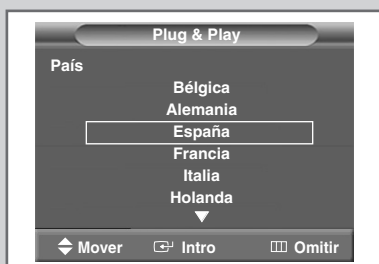 Plug & Play
País
Bélgica
Alemania
España
Francia
Italia
Holanda
Mover Intro Omitir